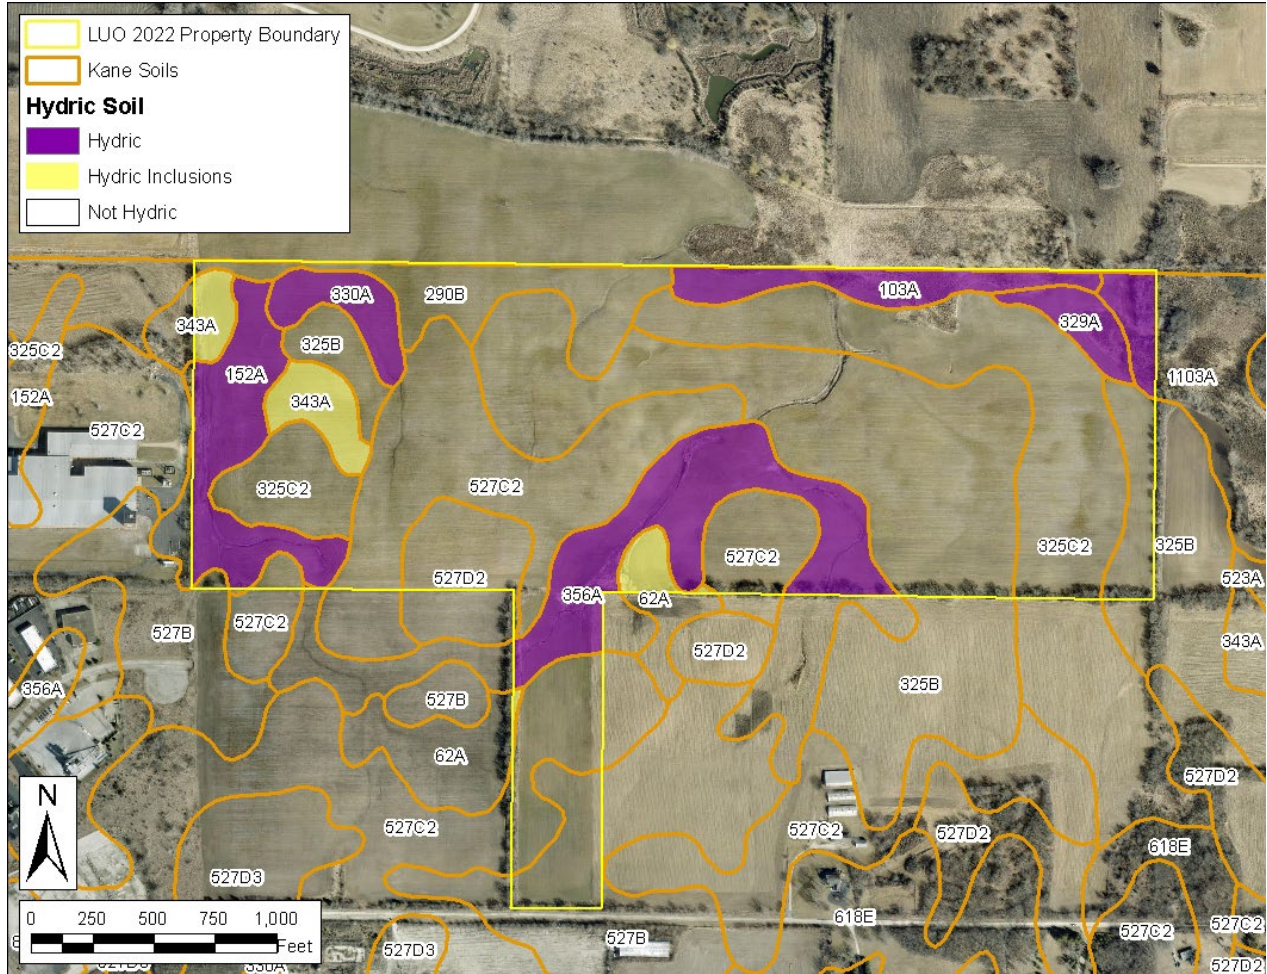 LUO 2022 Property Boundary
Kane Soils
Hydric Soil
Hydric
Hydric Inclusions
Not Hydric
330A
290B
103A
343A
329A
325B
325C2
152A
1103A
152A
343A
527C2
325C2
527C2
325C2
325B
527C2
527D2
523A
356A
62A
527B
527C2
343A
527D2
356A
325B
527B
62A
527D2
N
527C2
527C2
527D2
618E
527D3
0 250 500 750 1,000
Feet
618E
527C2
527C2
527B
527D3
330A
527D2